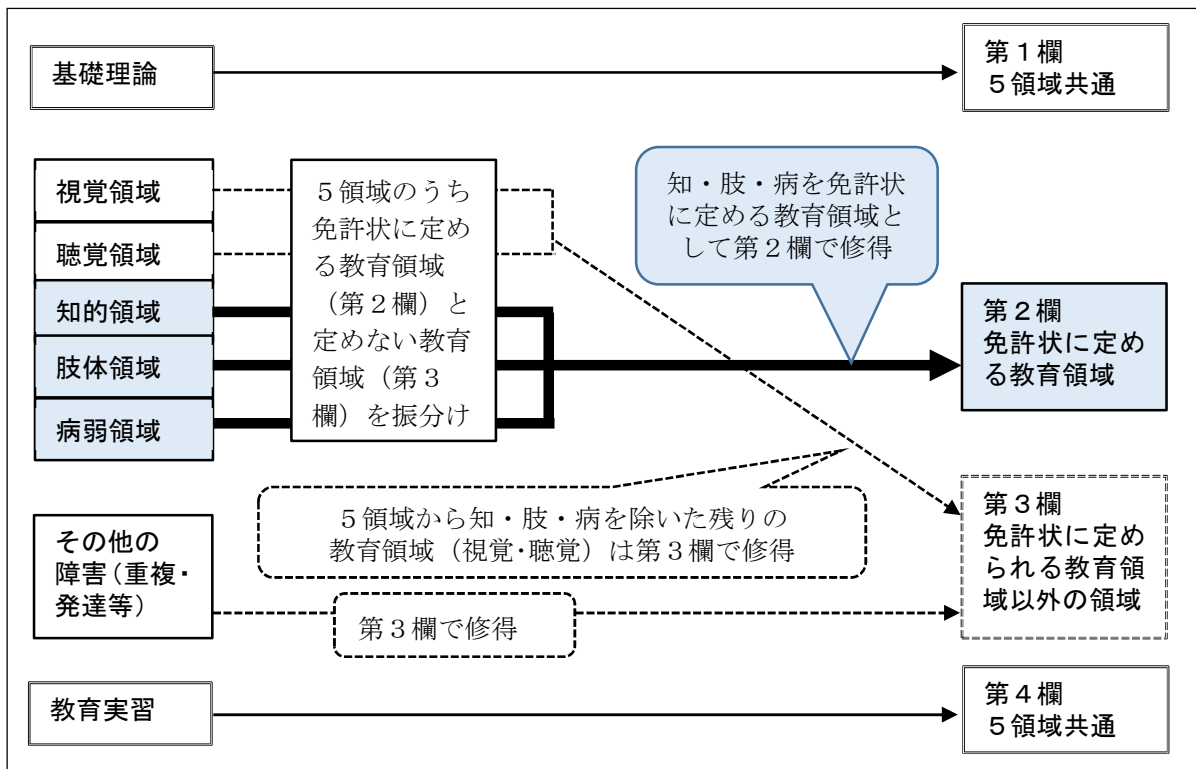 基礎理論
第１欄
５領域共通
視覚領域
聴覚領域
知的領域
肢体領域
病弱領域
５領域のうち
免許状に定め
る教育領域
（第２欄）と
定めない教育
領域（第３
欄）を振分け
知・肢・病を免許状
に定める教育領域と
して第２欄で修得
第２欄
免許状に定め
る教育領域
５領域から知・肢・病を除いた残りの
教育領域（視覚・聴覚）は第３欄で修得
第３欄
免許状に定め
られる教育領
域以外の領域
その他の
障害（重複・
発達等）
第３欄で修得
教育実習
第４欄
５領域共通